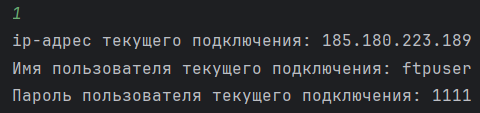 1
ip-адрес текущего подключения: 185.180.223.189
Имя пользователя текущего подключения: ftpuser
Пароль пользователя текущего подключения: 1111